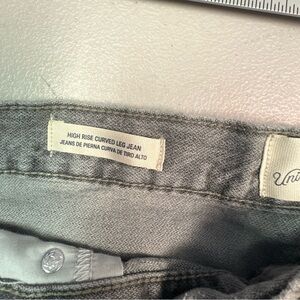 HIGH RISE CURVED LEG JEAN
JEANS DE PIERNA CURVA DE TIRO ALTO